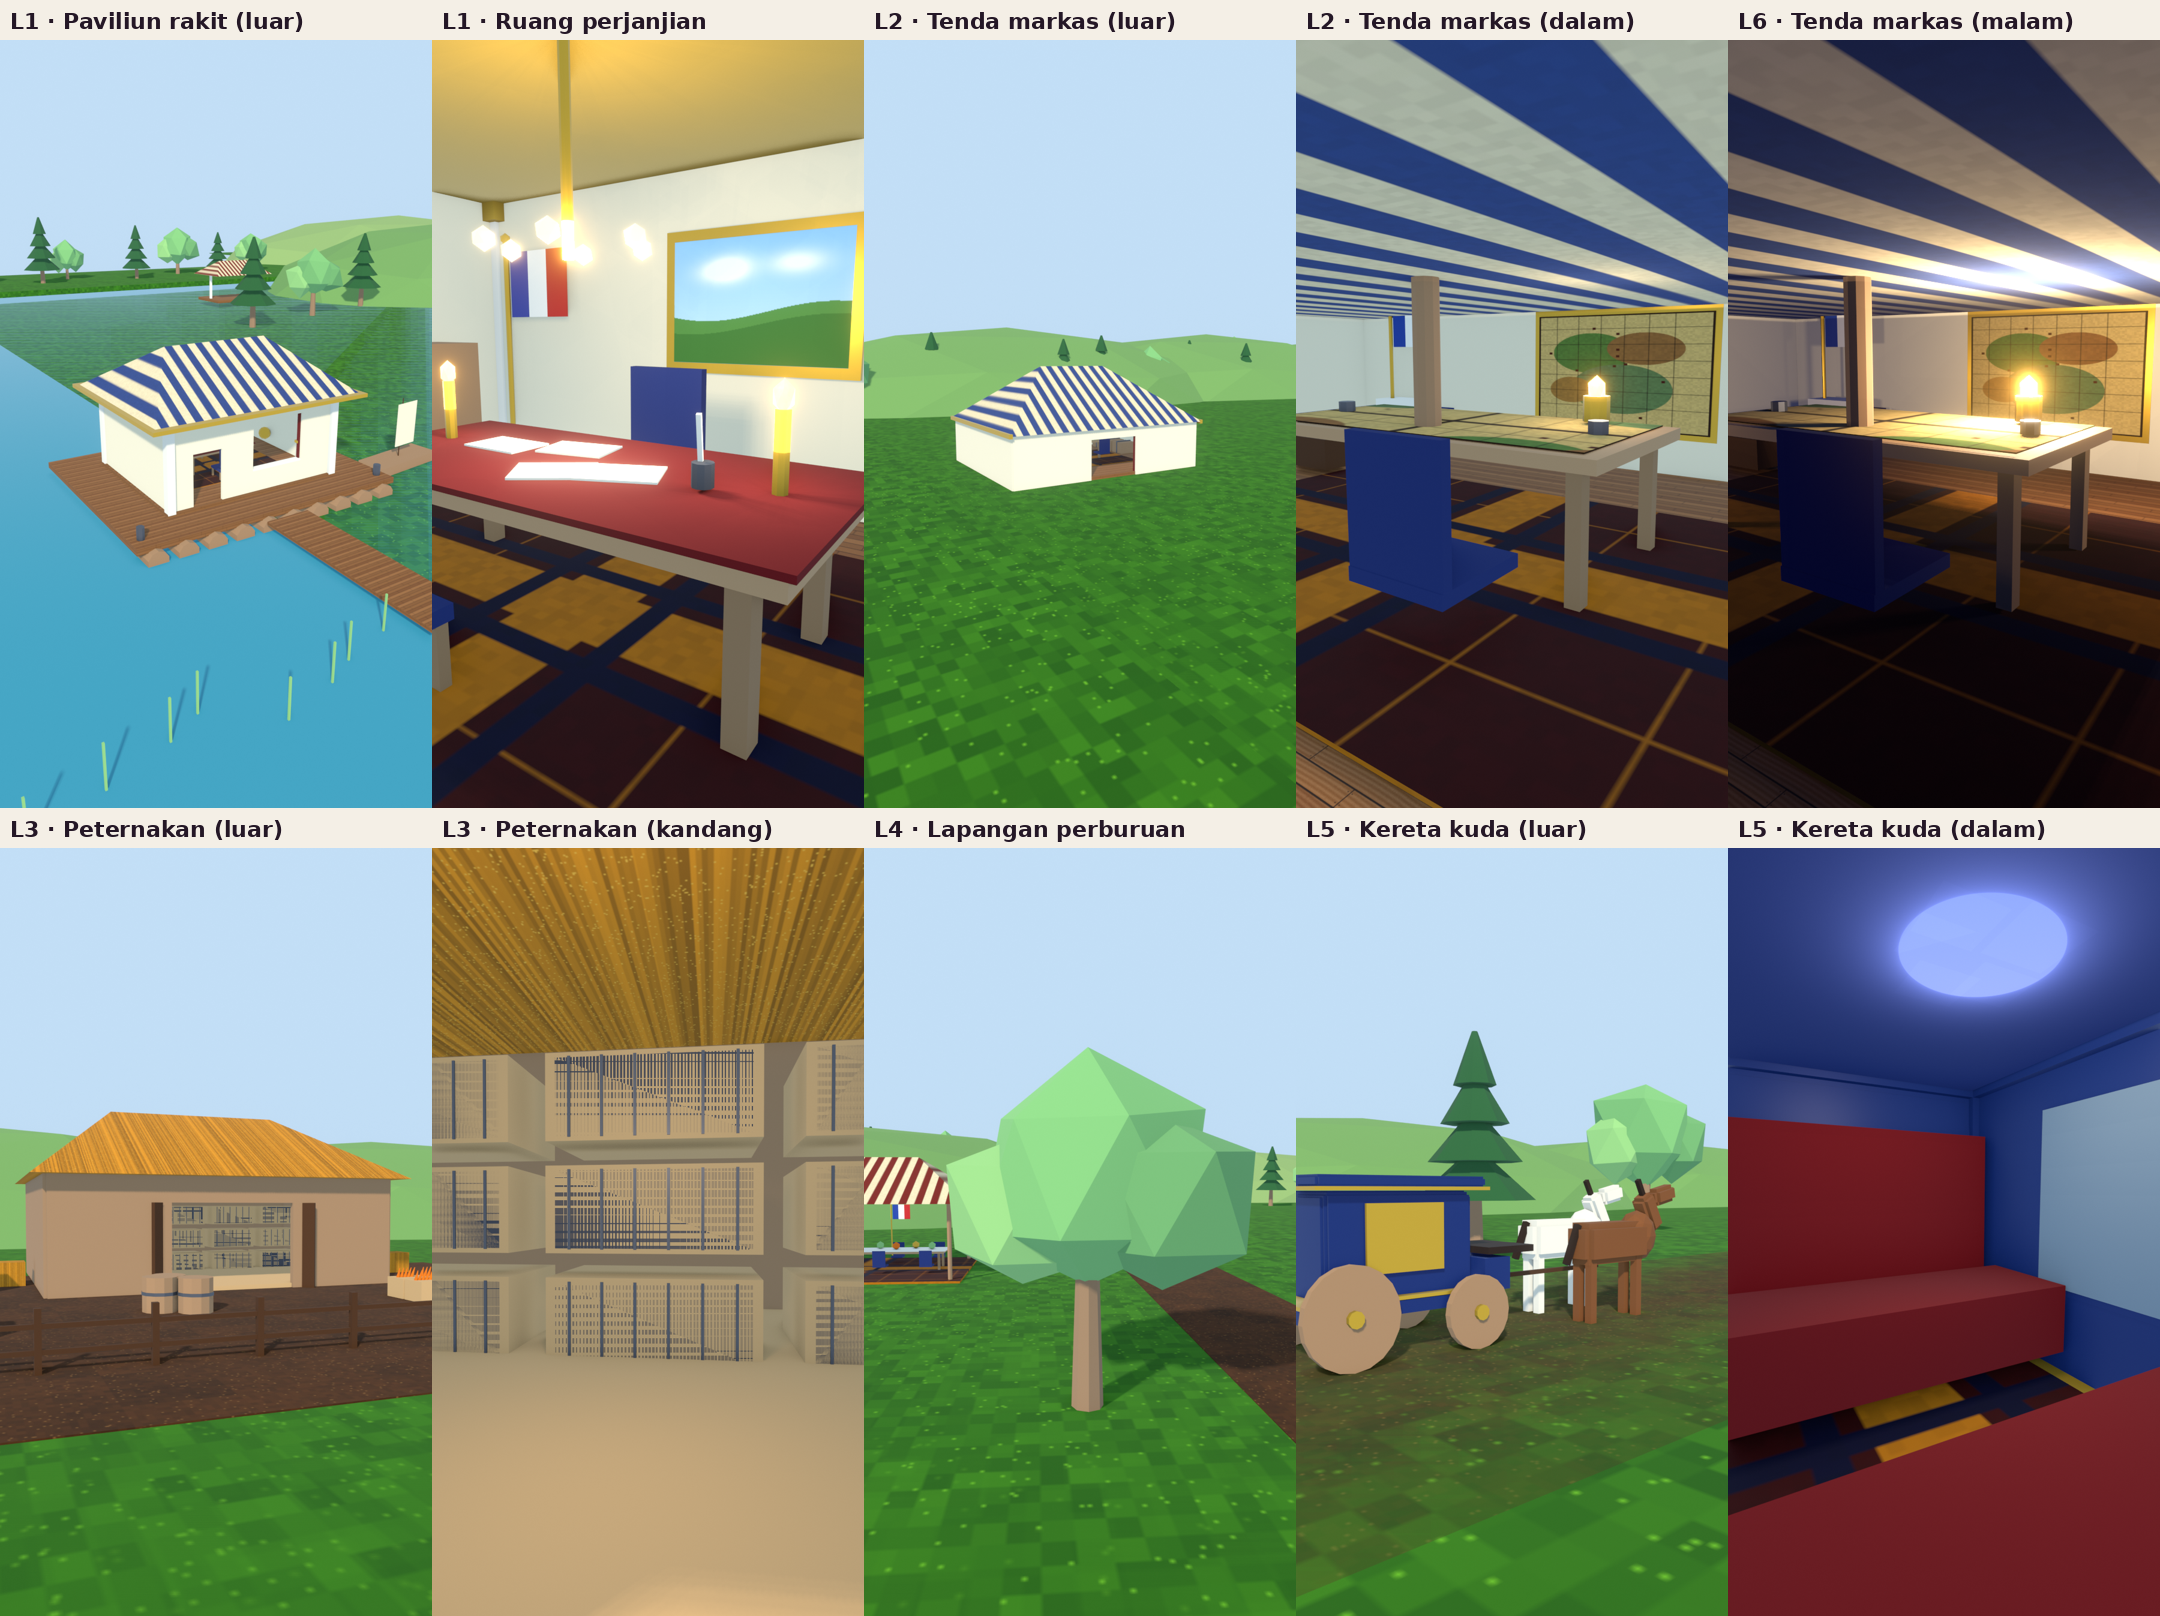 L1 · Paviliun rakit (luar)
L1 · Ruang perjanjian
L2 · Tenda markas (luar)
L2 · Tenda markas (dalam)
L6 · Tenda markas (malam)
L3 · Peternakan (luar)
L3 · Peternakan (kandang)
L4 · Lapangan perburuan
L5 · Kereta kuda (luar)
L5 · Kereta kuda (dalam)